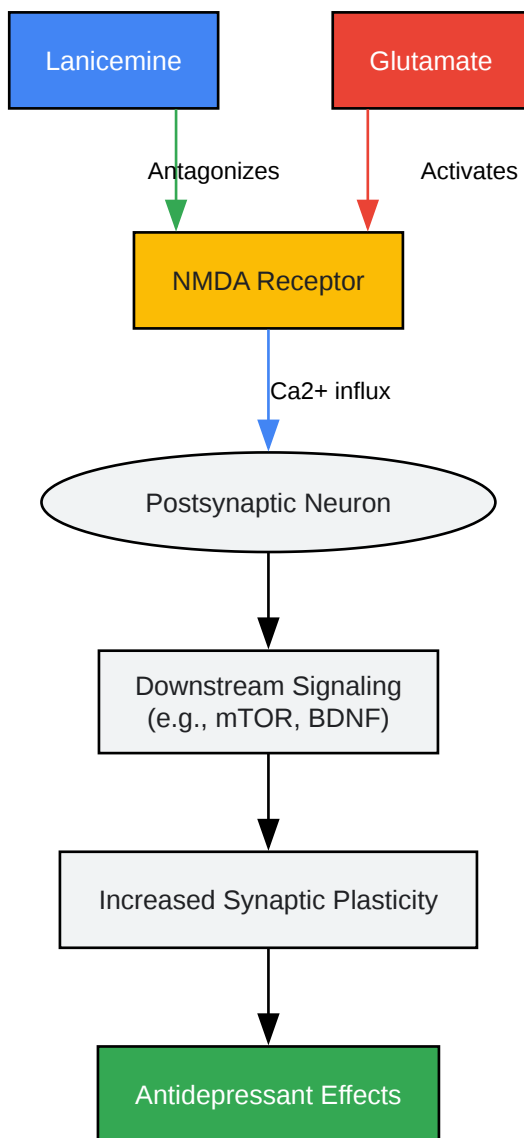 Lanicemine
Glutamate
Antagonizes
Activates
NMDA Receptor
Ca2+ influx
Postsynaptic Neuron
Downstream Signaling
(e.g., mTOR, BDNF)
Increased Synaptic Plasticity
Antidepressant Effects